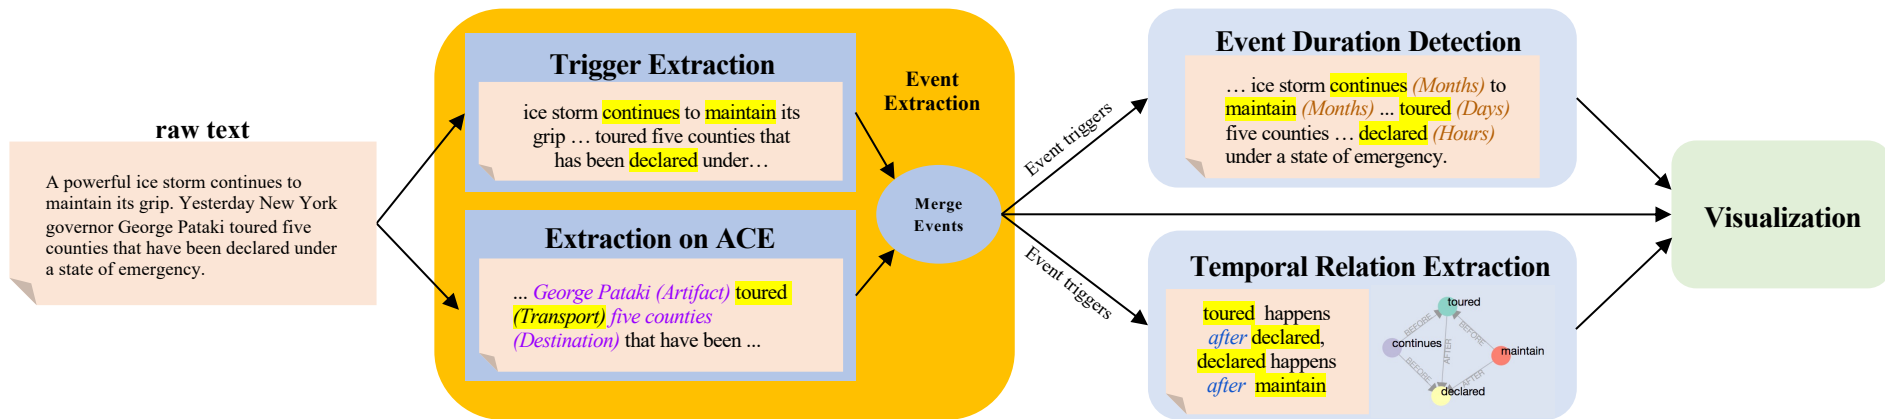 raw text
A powerful ice storm continues to
maintain its grip. Yesterday New York
governor George Pataki toured five
counties that have been declared under
a state of emergency.
Trigger Extraction
ice storm continues to maintain its
grip … toured five counties that
has been declared under…
Extraction on ACE
... George Pataki (Artifact) toured
(Transport) five counties
(Destination) that have been ...
Event
Extraction
Merge
Events
Event triggers
Event triggers
Event Duration Detection
… ice storm continues (Months) to
maintain (Months) ... toured (Days)
five counties … declared (Hours)
under a state of emergency.
Temporal Relation Extraction
toured happens
after declared,
declared happens
after maintain
toured
BEFORE
BEFORE
continues
AFTER
maintain
BEFORE
AFTER
declared
Visualization